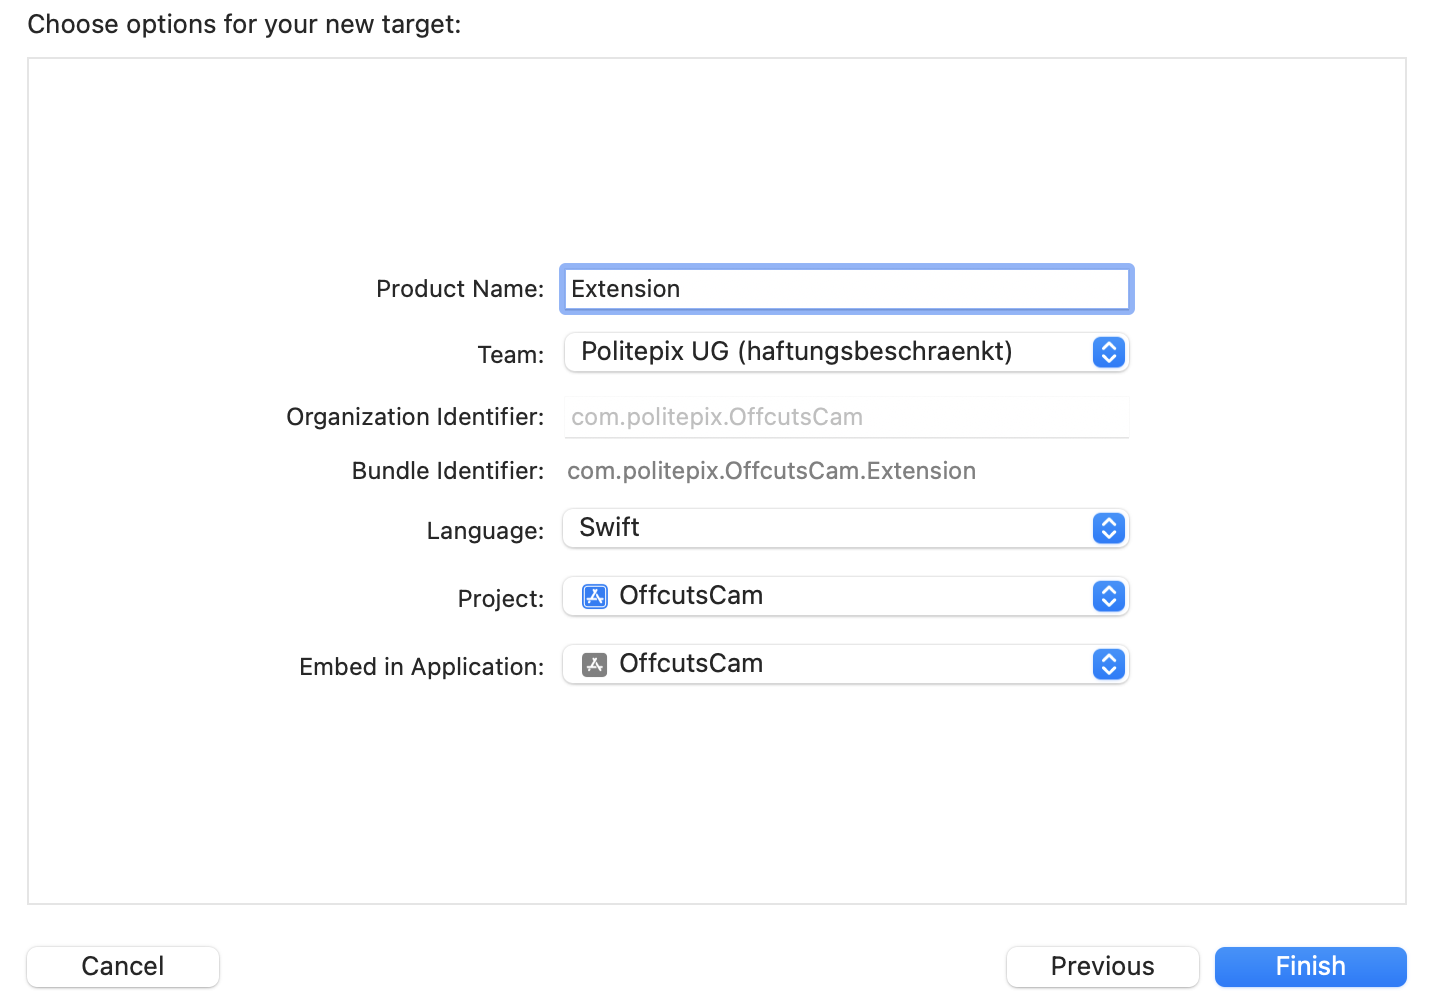 Choose options for your new target:
Product Name: Extension
Team: Politepix UG (haftungsbeschraenkt)
Organization Identifier: com.politepix.OffcutsCam
Bundle Identifier: com.politepix.OffcutsCam.Extension
Language: Swift
Project: OffcutsCam
Embed in Application: OffcutsCam
Cancel Previous Finish